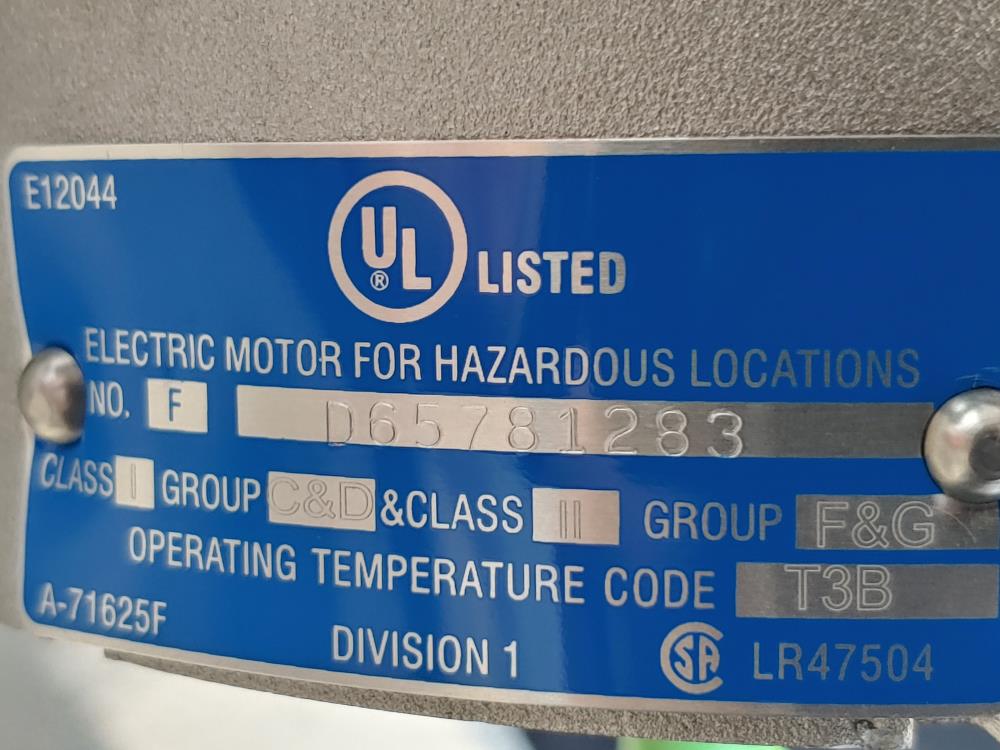 E12044
UL® LISTED
ELECTRIC MOTOR FOR HAZARDOUS LOCATIONS
NO. F D65781283
CLASS I GROUP C&D &CLASS II GROUP F&G
OPERATING TEMPERATURE CODE T3B
A-71625F
DIVISION 1
SA LR47504